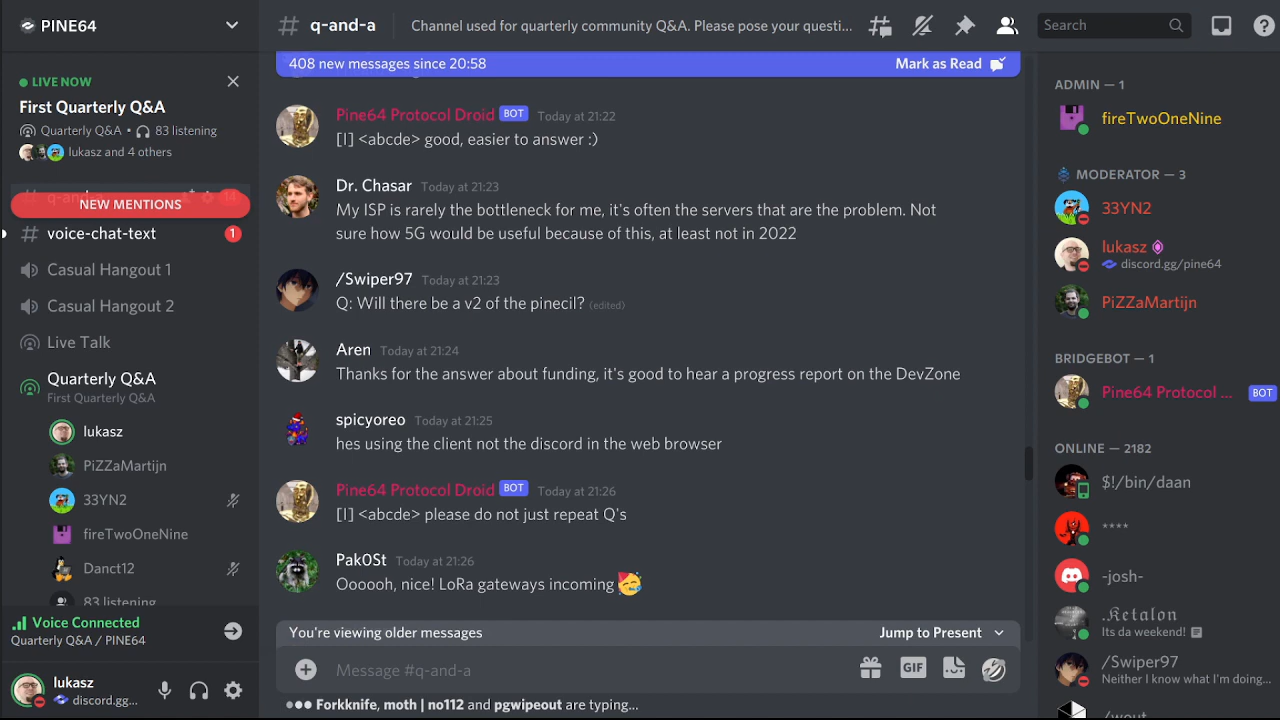 PINE64
LIVE NOW
First Quarterly Q&A
Quarterly Q&A • 83 listening
lukasz and 4 others
q-and-a 14
NEW MENTIONS
# voice-chat-text 1
Casual Hangout 1
Casual Hangout 2
Live Talk
Quarterly Q&A
First Quarterly Q&A
lukasz
PiZZaMartijn
33YN2
fireTwoOneNine
Danct12
83 listening
Voice Connected
Quarterly Q&A / PINE64
lukasz
discord.gg...
# q-and-a
Channel used for quarterly community Q&A. Please pose your questi...
Search
408 new messages since 20:58
Mark as Read
Pine64 Protocol Droid BOT Today at 21:22
[I] <abcde> good, easier to answer :)
Dr. Chasar Today at 21:23
My ISP is rarely the bottleneck for me, it's often the servers that are the problem. Not
sure how 5G would be useful because of this, at least not in 2022
/Swiper97 Today at 21:23
Q: Will there be a v2 of the pinecil? (edited)
Aren Today at 21:24
Thanks for the answer about funding, it's good to hear a progress report on the DevZone
spicyoreo Today at 21:25
hes using the client not the discord in the web browser
Pine64 Protocol Droid BOT Today at 21:26
[I] <abcde> please do not just repeat Q's
Pak0St Today at 21:26
Oooooh, nice! LoRa gateways incoming 🥳
You're viewing older messages
Jump to Present
Message #q-and-a
GIF
Forkknife, moth | no112 and pgwipeout are typing...
ADMIN — 1
fireTwoOneNine
MODERATOR — 3
33YN2
lukasz
discord.gg/pine64
PiZZaMartijn
BRIDGEBOT — 1
Pine64 Protocol ... BOT
ONLINE — 2182
$!/bin/daan
****
-josh-
.𝔎𝔢𝔱𝔞𝔩𝔬𝔫
Its da weekend!
/Swiper97
Neither I know what I'm doing...